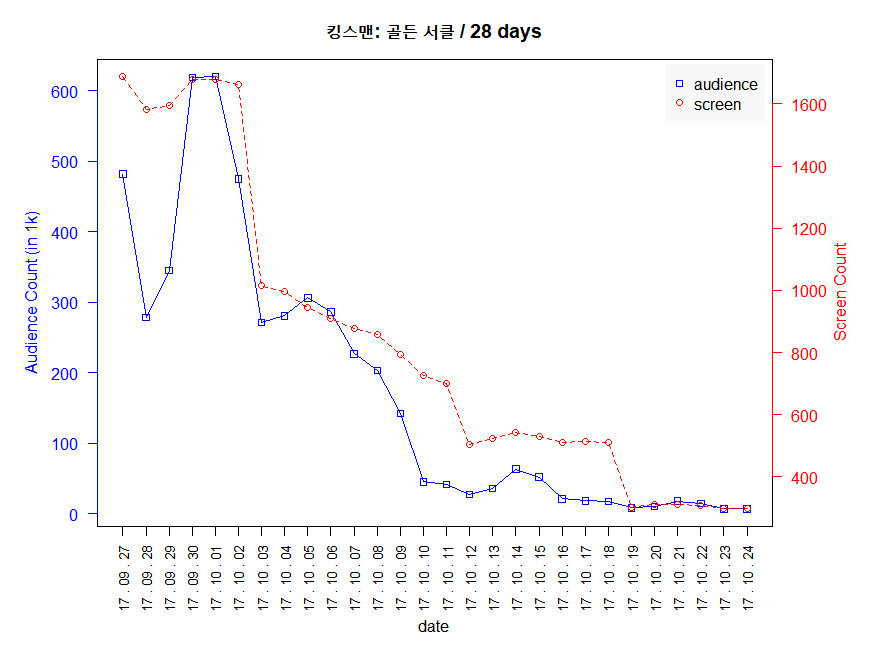 킹스맨: 골든 서클 / 28 days
audience
screen
Audience Count (in 1k)
600
500
400
300
200
100
0
1600
1400
1200
1000
800
600
400
Screen Count
17 . 09 . 27
17 . 09 . 28
17 . 09 . 29
17 . 09 . 30
17 . 10 . 01
17 . 10 . 02
17 . 10 . 03
17 . 10 . 04
17 . 10 . 05
17 . 10 . 06
17 . 10 . 07
17 . 10 . 08
17 . 10 . 09
17 . 10 . 10
17 . 10 . 11
17 . 10 . 12
17 . 10 . 13
17 . 10 . 14
17 . 10 . 15
17 . 10 . 16
17 . 10 . 17
17 . 10 . 18
17 . 10 . 19
17 . 10 . 20
17 . 10 . 21
17 . 10 . 22
17 . 10 . 23
17 . 10 . 24
date